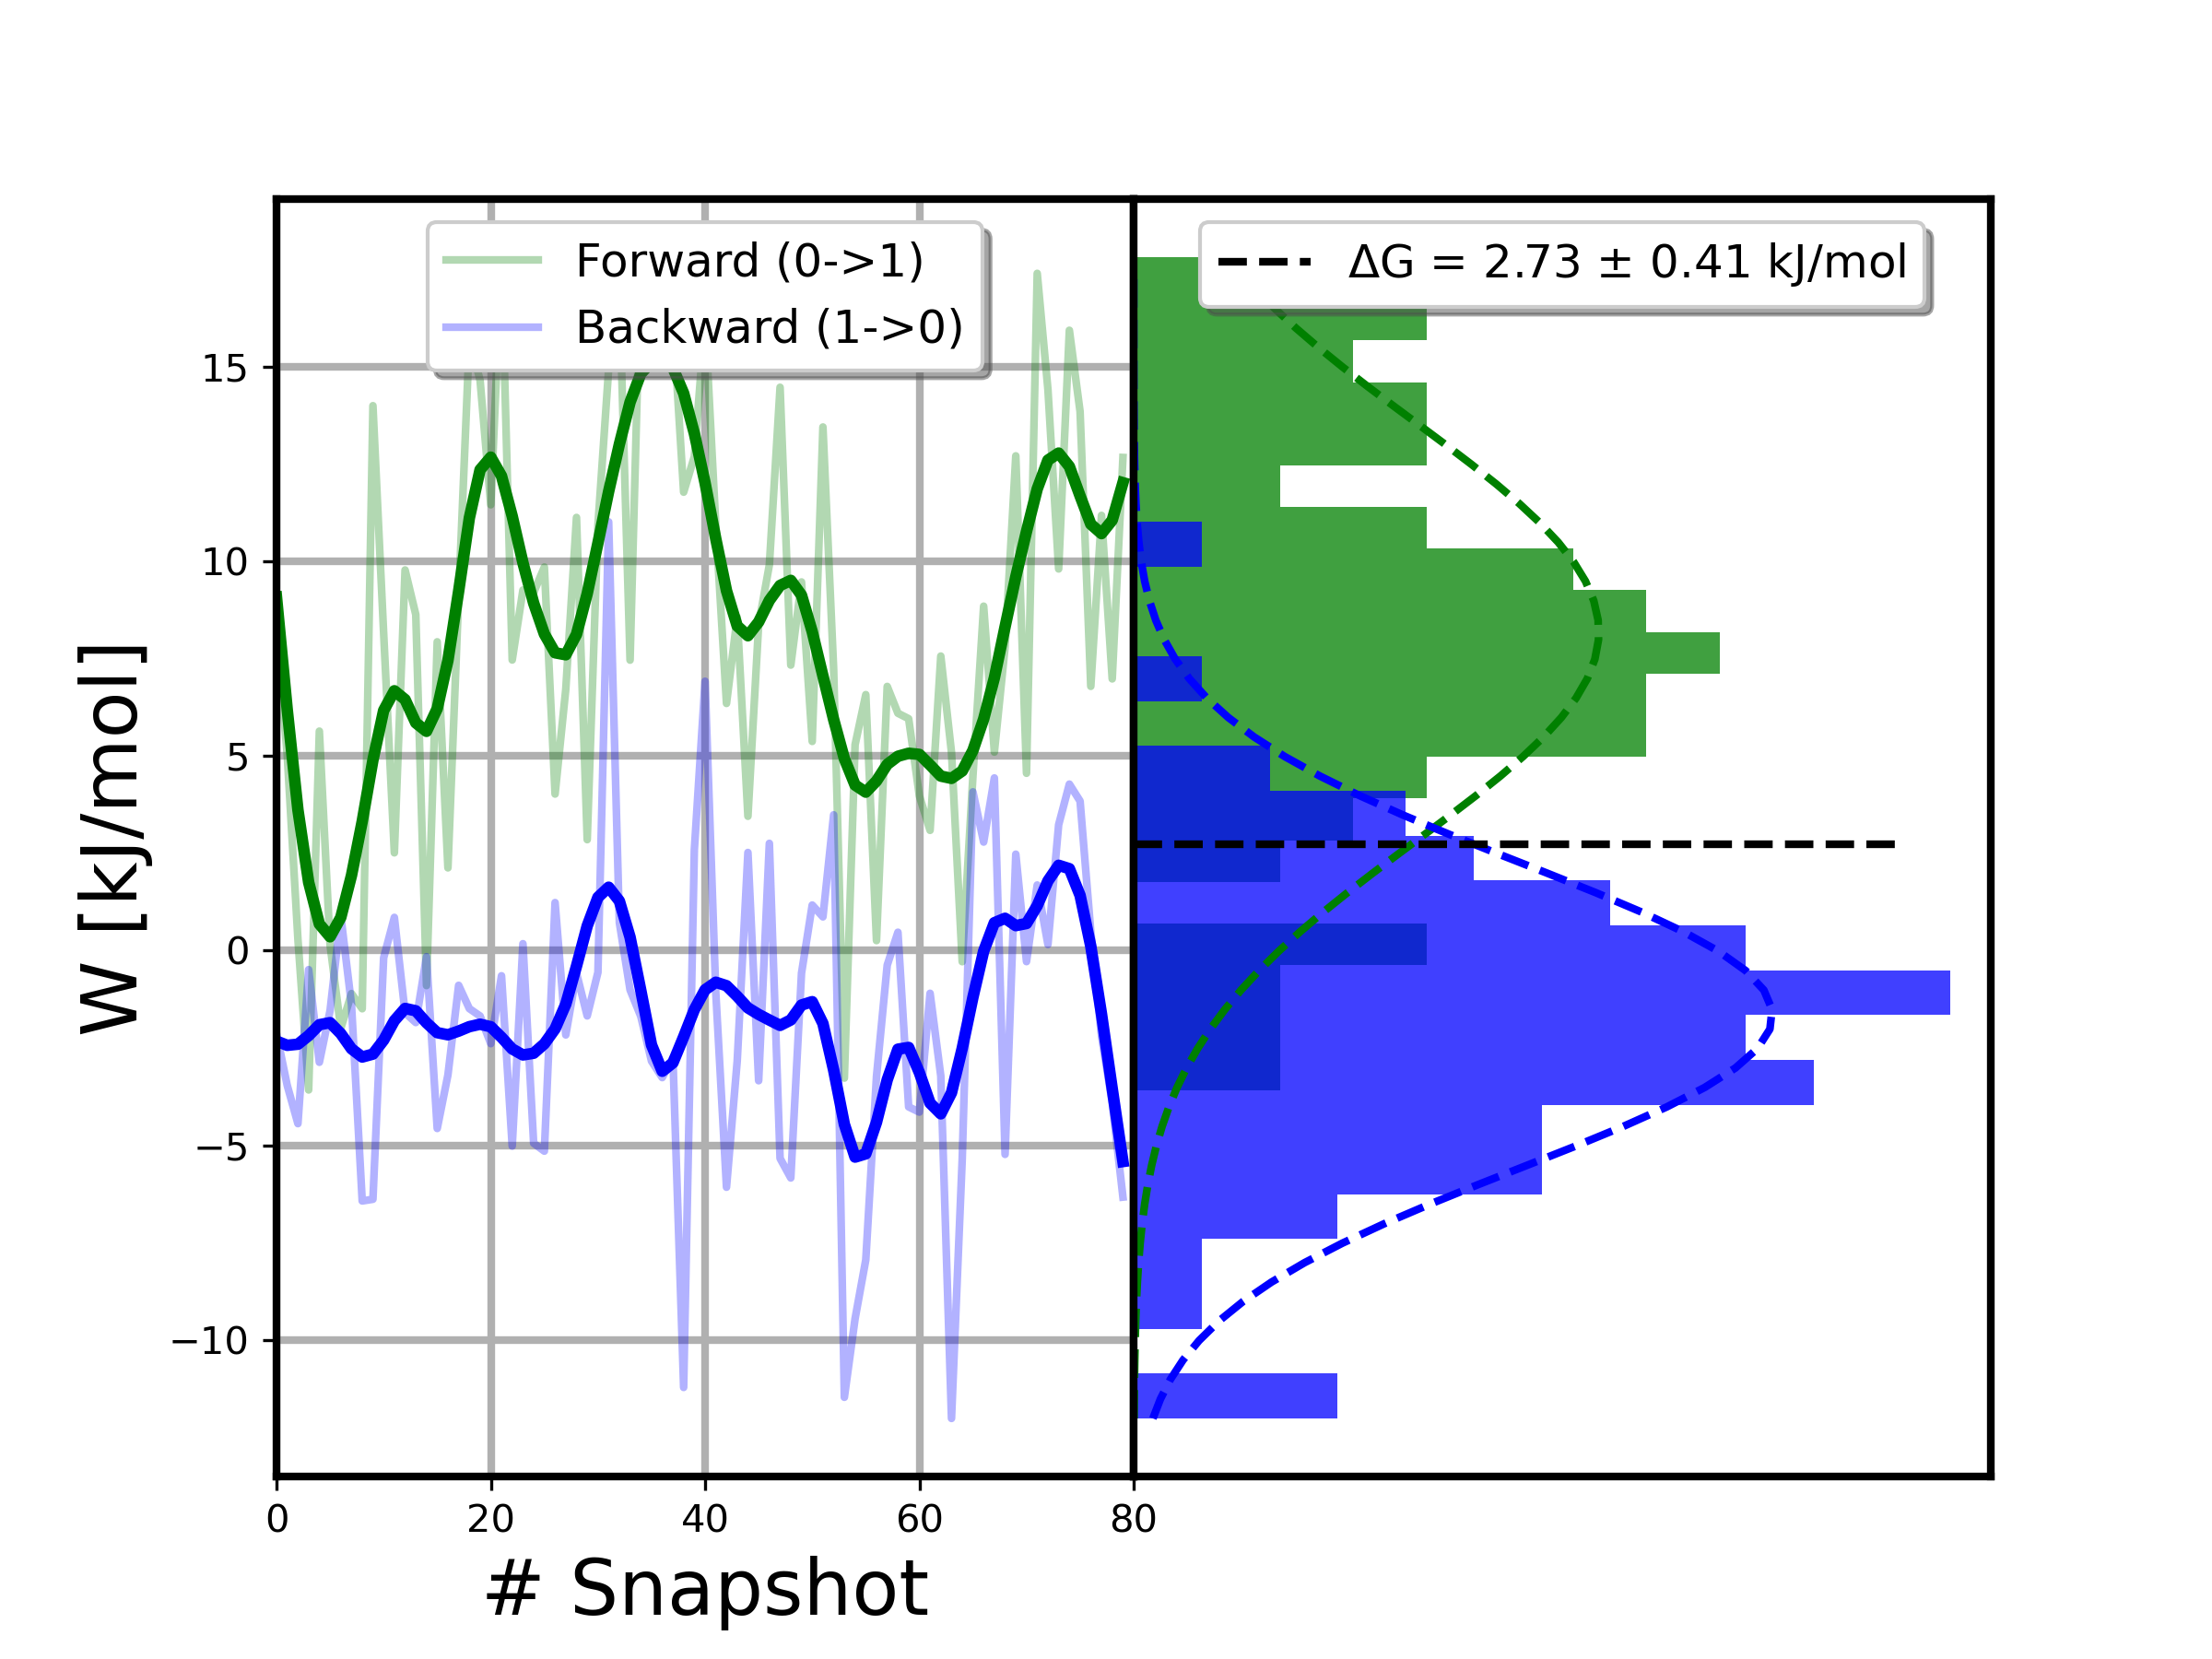 Forward (0->1)
Backward (1->0)
ΔG = 2.73 ± 0.41 kJ/mol
W [kJ/mol]
15
10
5
0
−5
−10
0 20 40 60 80
# Snapshot